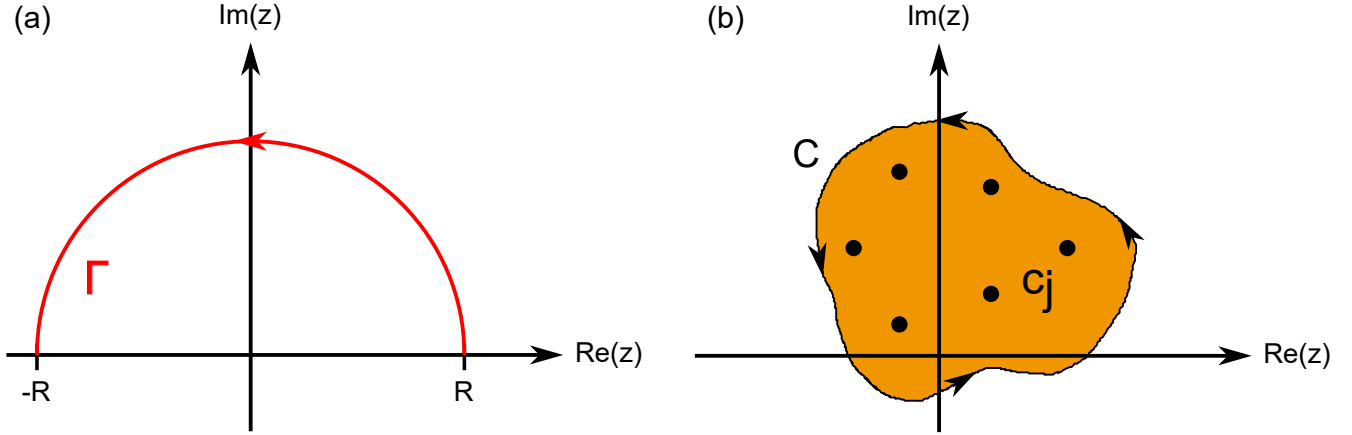 (a)
Im(z)
Γ
Re(z)
-R
R
(b)
Im(z)
C
cj
Re(z)